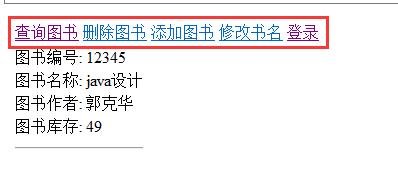 查询图书 删除图书 添加图书 修改书名 登录
图书编号: 12345
图书名称: java设计
图书作者: 郭克华
图书库存: 49